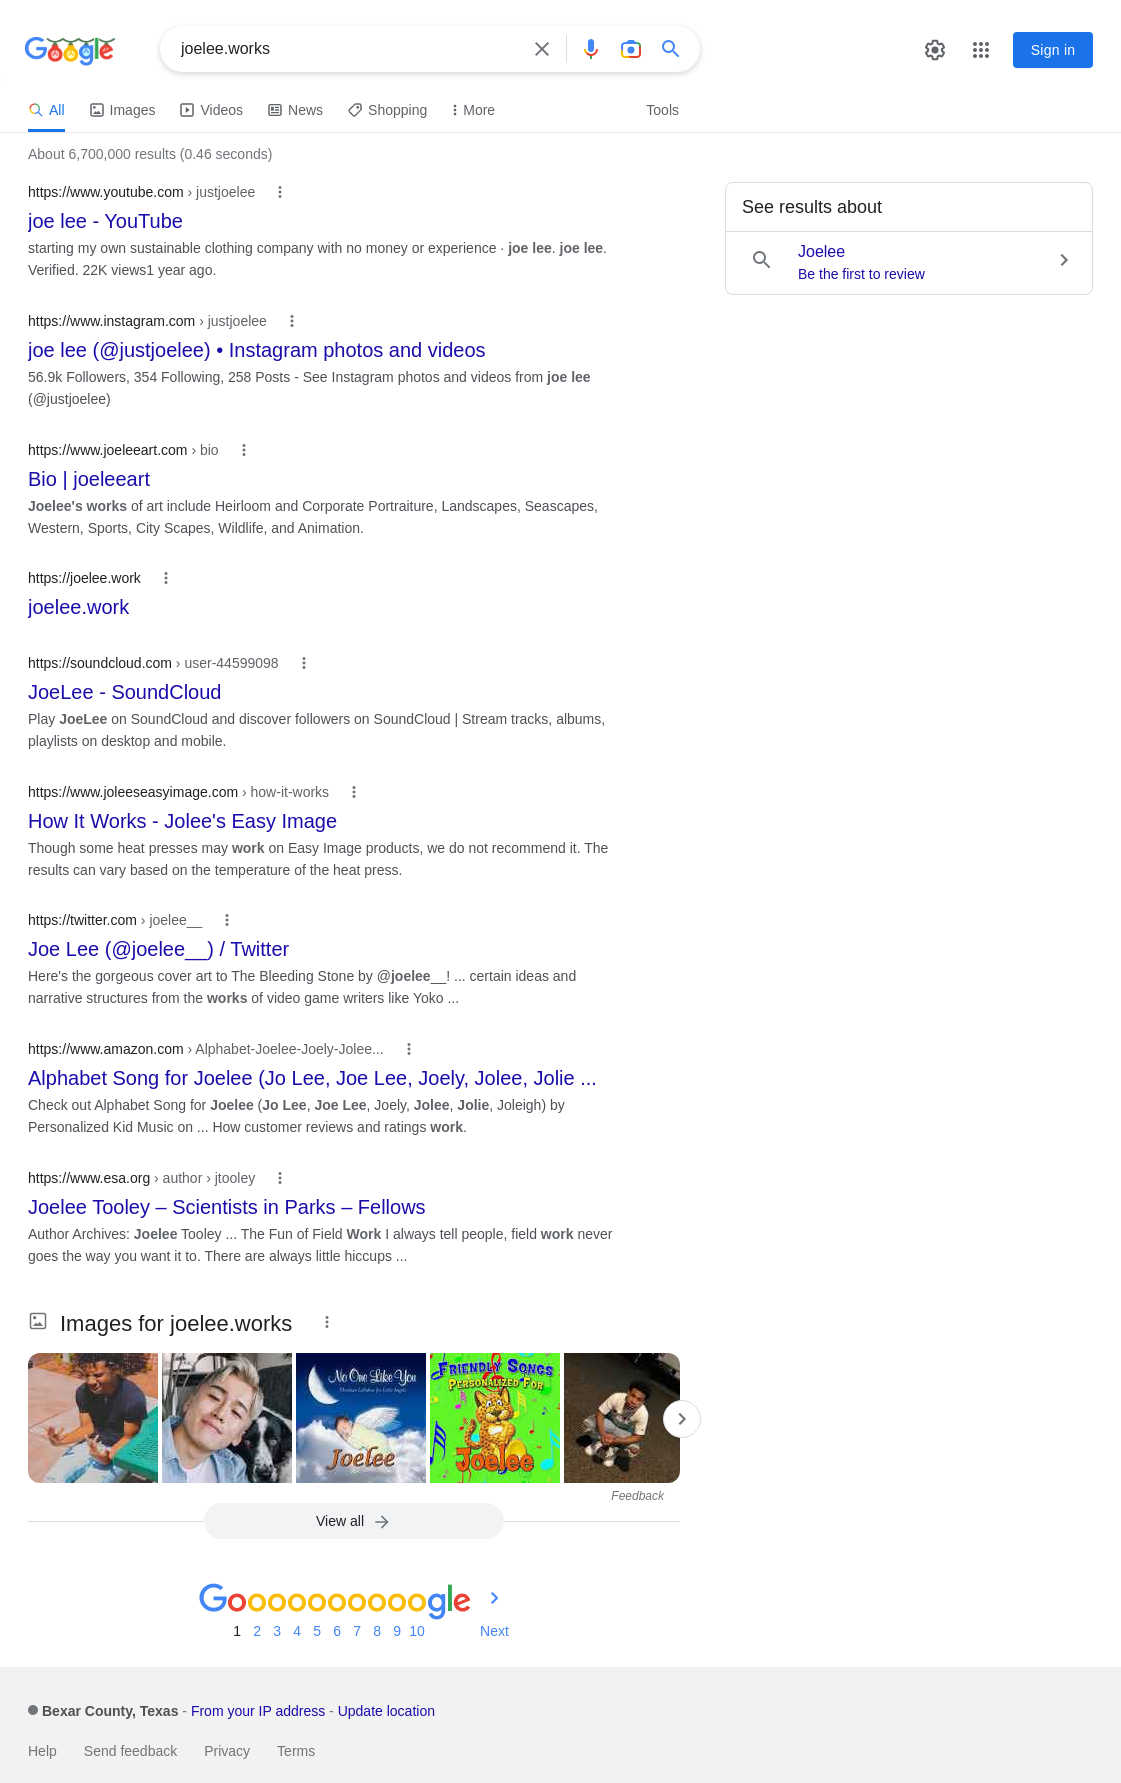 Google
joelee.works
Sign in
All
Images
Videos
News
Shopping
More
Tools
About 6,700,000 results (0.46 seconds)
https://www.youtube.com › justjoelee
joe lee - YouTube
starting my own sustainable clothing company with no money or experience · joe lee. joe lee.
Verified. 22K views1 year ago.
See results about
Joelee
Be the first to review
https://www.instagram.com › justjoelee
joe lee (@justjoelee) • Instagram photos and videos
56.9k Followers, 354 Following, 258 Posts - See Instagram photos and videos from joe lee
(@justjoelee)
https://www.joeleeart.com › bio
Bio | joeleeart
Joelee's works of art include Heirloom and Corporate Portraiture, Landscapes, Seascapes,
Western, Sports, City Scapes, Wildlife, and Animation.
https://joelee.work
joelee.work
https://soundcloud.com › user-44599098
JoeLee - SoundCloud
Play JoeLee on SoundCloud and discover followers on SoundCloud | Stream tracks, albums,
playlists on desktop and mobile.
https://www.joleeseasyimage.com › how-it-works
How It Works - Jolee's Easy Image
Though some heat presses may work on Easy Image products, we do not recommend it. The
results can vary based on the temperature of the heat press.
https://twitter.com › joelee__
Joe Lee (@joelee__) / Twitter
Here's the gorgeous cover art to The Bleeding Stone by @joelee__! ... certain ideas and
narrative structures from the works of video game writers like Yoko ...
https://www.amazon.com › Alphabet-Joelee-Joely-Jolee...
Alphabet Song for Joelee (Jo Lee, Joe Lee, Joely, Jolee, Jolie ...
Check out Alphabet Song for Joelee (Jo Lee, Joe Lee, Joely, Jolee, Jolie, Joleigh) by
Personalized Kid Music on ... How customer reviews and ratings work.
https://www.esa.org › author › jtooley
Joelee Tooley – Scientists in Parks – Fellows
Author Archives: Joelee Tooley ... The Fun of Field Work I always tell people, field work never
goes the way you want it to. There are always little hiccups ...
Images for joelee.works
No One Like You
Christian Lullabies for Little Angels
Joelee
FRIENDLY SONGS
PERSONALIZED FOR
Joelee
Feedback
View all
Goooooooooogle
1 2 3 4 5 6 7 8 9 10 Next
Bexar County, Texas - From your IP address - Update location
Help
Send feedback
Privacy
Terms